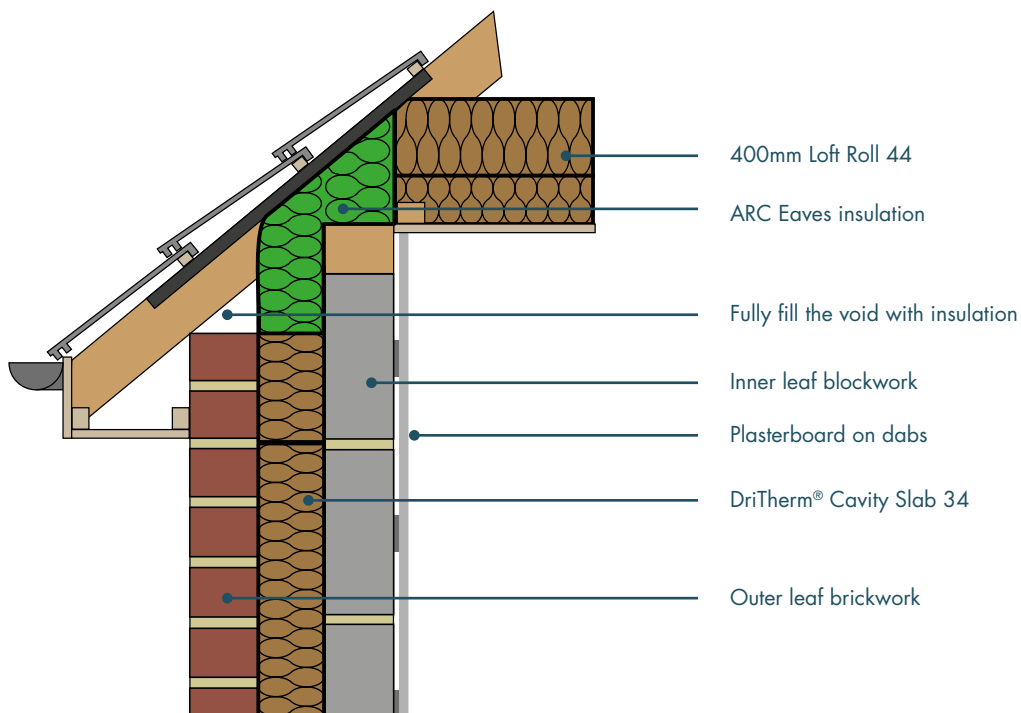 400mm Loft Roll 44
ARC Eaves insulation
Fully fill the void with insulation
Inner leaf blockwork
Plasterboard on dabs
DriTherm® Cavity Slab 34
Outer leaf brickwork